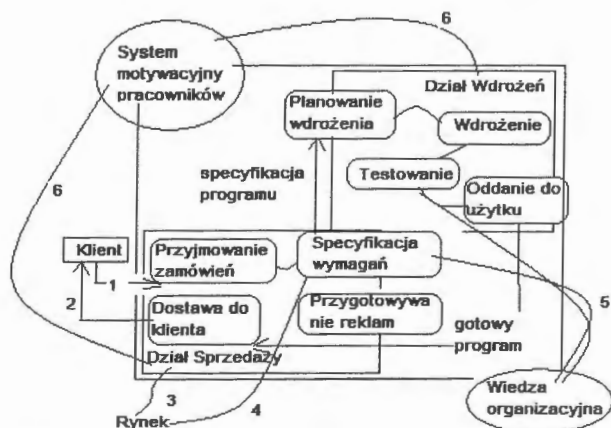 6
System
motywacyjny
pracowników
Dział Wdrożeń
Planowanie
wdrożenia
Wdrożenie
specyfikacja
programu
Testowanie
Oddanie do
użytku
6
Klient
1
2
Przyjmowanie
zamówień
Specyfikacja
wymagań
Dostawa do
klienta
Przygotowywa
nie reklam
5
gotowy
program
Dział Sprzedaży
3
4
Rynek
Wiedza
organizacyjna